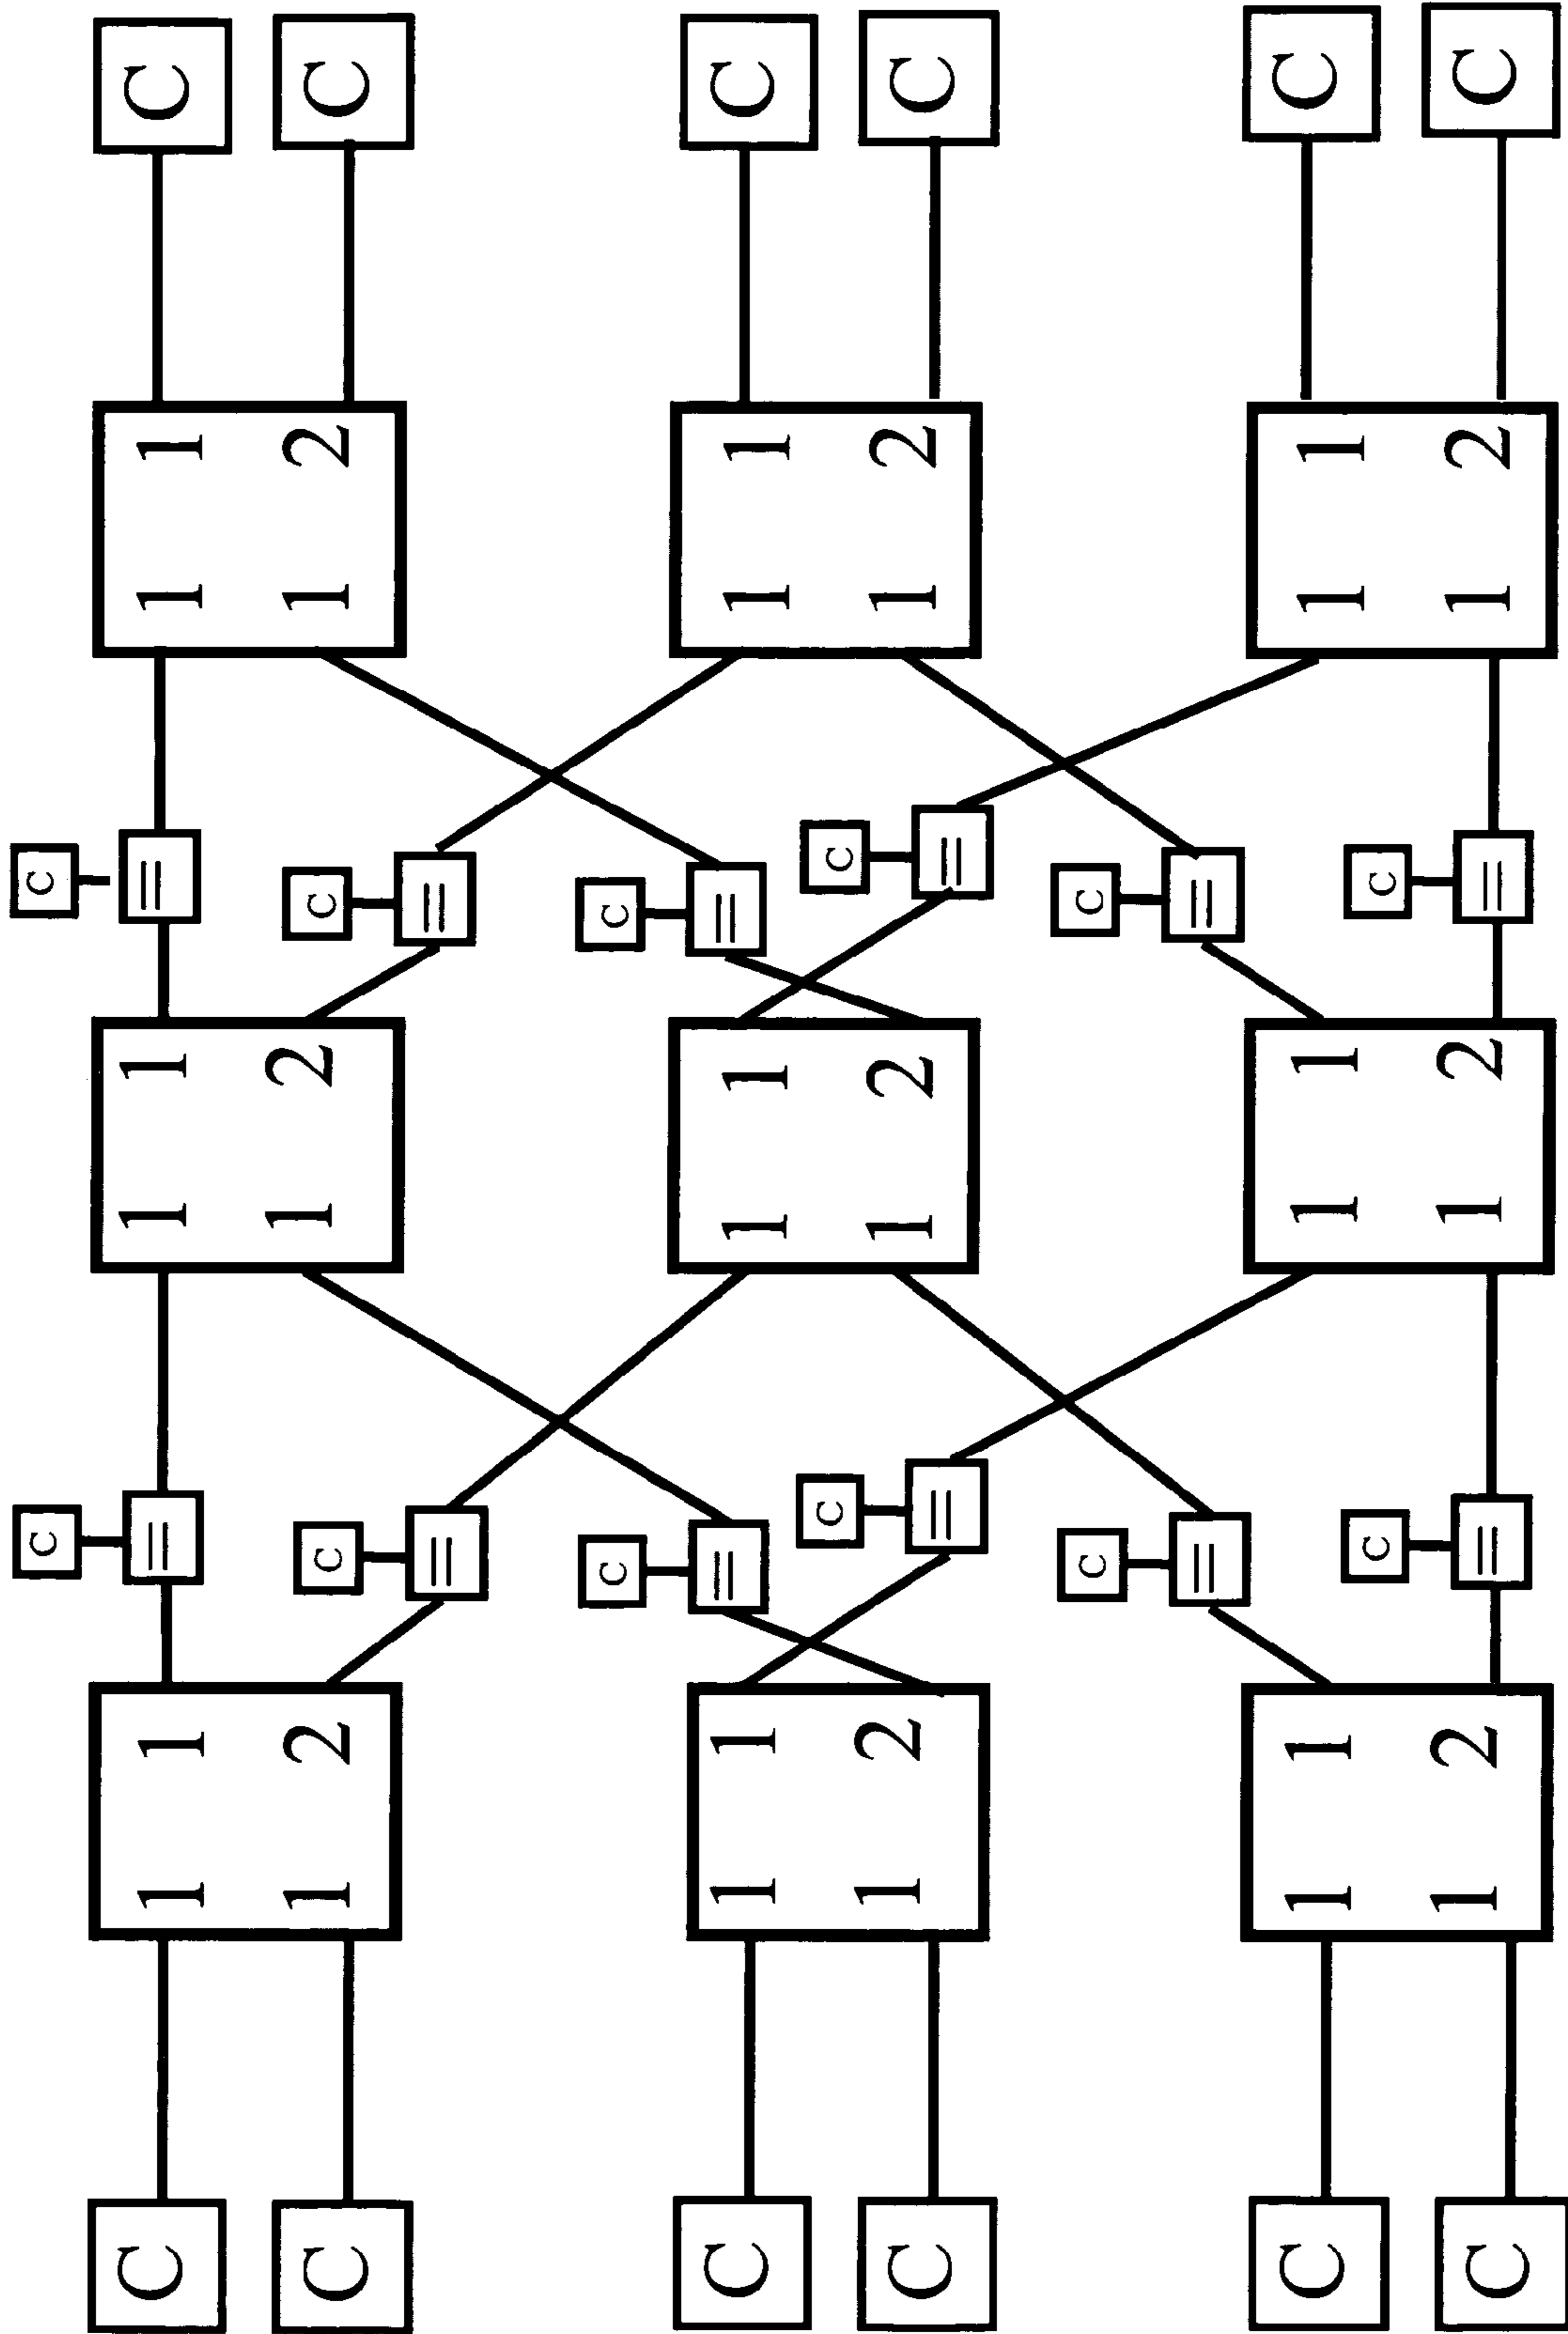 c c
C 1 1 = 1 1 = 1 1 C
C 1 2 c 1 2 c 1 2 C
= =
c c
C 1 1 = 1 1 = 1 1 C
c c
C 1 2 = 1 2 = 1 2 C
c c
= =
C 1 1 1 1 1 1 C
c c
C 1 2 = 1 2 = 1 2 C